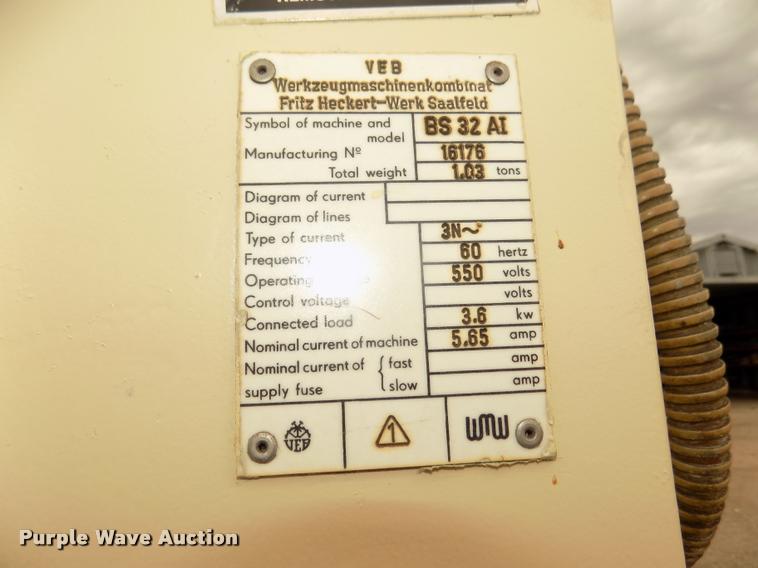 VEB
Werkzeugmaschinenkombinat
Fritz Heckert-Werk Saalfeld
Symbol of machine and model BS 32 AI
Manufacturing Nº 16176
Total weight 1.03 tons
Diagram of current
Diagram of lines
Type of current 3N~
Frequency 60 hertz
Operating 550 volts
Control voltage volts
Connected load 3.6 kw
Nominal current of machine 5.65 amp
Nominal current of { fast amp
supply fuse slow amp
VEB
1
WMW
Purple Wave Auction